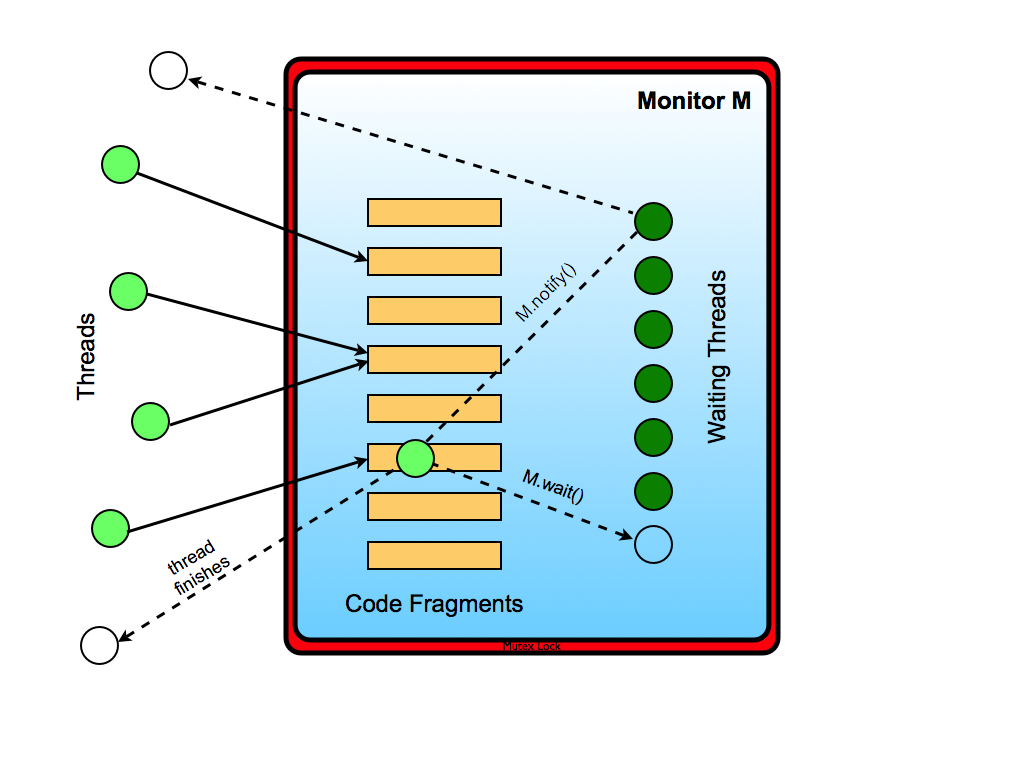 Monitor M
Threads
M.notify()
Waiting Threads
M.wait()
thread
finishes
Code Fragments
Mutex Lock